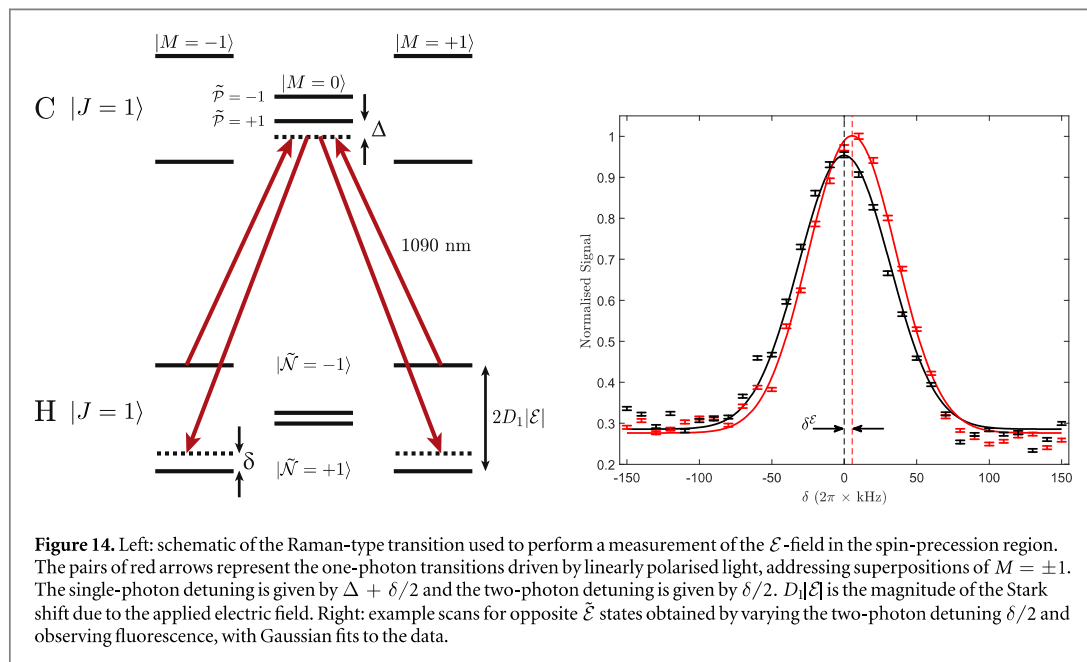 |M = −1⟩
|M = +1⟩
|M = 0⟩
C |J = 1⟩
P̃ = −1
P̃ = +1
Δ
1090 nm
|Ñ = −1⟩
H |J = 1⟩
2D₁|ℰ|
δ
|Ñ = +1⟩
Normalised Signal
1
0.9
0.8
0.7
0.6
0.5
0.4
0.3
0.2
δ^ℰ
-150 -100 -50 0 50 100 150
δ (2π × kHz)
Figure 14. Left: schematic of the Raman-type transition used to perform a measurement of the ℰ-field in the spin-precession region.
The pairs of red arrows represent the one-photon transitions driven by linearly polarised light, addressing superpositions of M = ±1.
The single-photon detuning is given by Δ + δ/2 and the two-photon detuning is given by δ/2. D₁|ℰ| is the magnitude of the Stark
shift due to the applied electric field. Right: example scans for opposite ℰ̃ states obtained by varying the two-photon detuning δ/2 and
observing fluorescence, with Gaussian fits to the data.